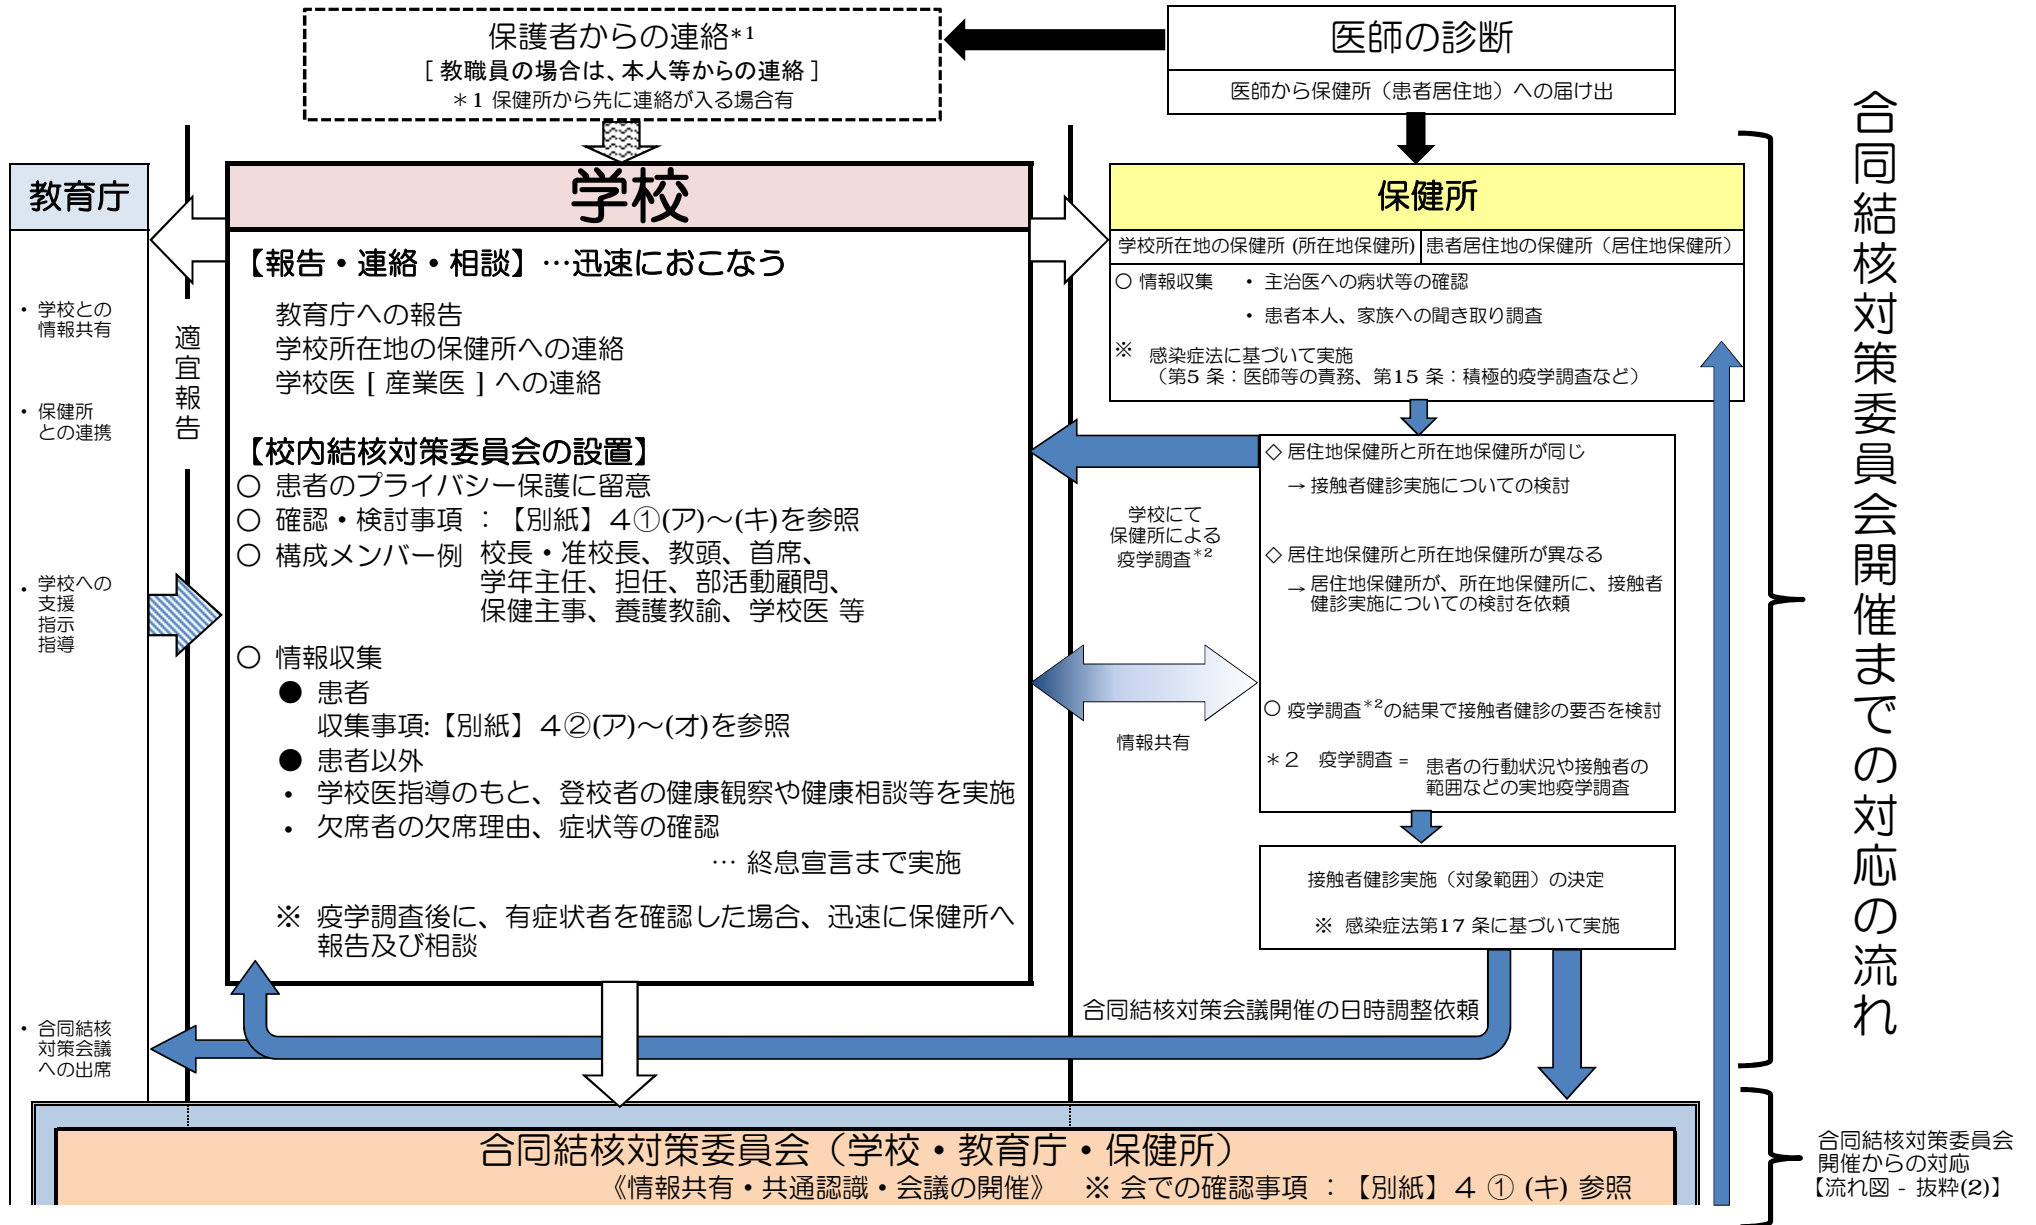 保護者からの連絡*1
[ 教職員の場合は、本人等からの連絡 ]
*1 保健所から先に連絡が入る場合有
医師の診断
医師から保健所(患者居住地)への届け出
教育庁
・ 学校との
情報共有
・ 保健所
との連携
・ 学校への
支援
指示
指導
・ 合同結核
対策会議
への出席
適宜報告
学校
【報告・連絡・相談】…迅速におこなう
教育庁への報告
学校所在地の保健所への連絡
学校医 [ 産業医 ] への連絡
【校内結核対策委員会の設置】
○ 患者のプライバシー保護に留意
○ 確認・検討事項 : 【別紙】4①(ア)~(キ)を参照
○ 構成メンバー例 校長・准校長、教頭、首席、
学年主任、担任、部活動顧問、
保健主事、養護教諭、学校医 等
○ 情報収集
● 患者
収集事項:【別紙】4②(ア)~(オ)を参照
● 患者以外
・ 学校医指導のもと、登校者の健康観察や健康相談等を実施
・ 欠席者の欠席理由、症状等の確認
… 終息宣言まで実施
※ 疫学調査後に、有症状者を確認した場合、迅速に保健所へ
報告及び相談
保健所
学校所在地の保健所 (所在地保健所)
患者居住地の保健所(居住地保健所)
○ 情報収集 ・ 主治医への病状等の確認
・ 患者本人、家族への聞き取り調査
※ 感染症法に基づいて実施
(第5 条:医師等の責務、第15 条:積極的疫学調査など)
学校にて
保健所による
疫学調査*2
情報共有
◇ 居住地保健所と所在地保健所が同じ
→ 接触者健診実施についての検討
◇ 居住地保健所と所在地保健所が異なる
→ 居住地保健所が、所在地保健所に、接触者
健診実施についての検討を依頼
○ 疫学調査*2の結果で接触者健診の要否を検討
*2 疫学調査 = 患者の行動状況や接触者の
範囲などの実地疫学調査
接触者健診実施(対象範囲)の決定
※ 感染症法第17 条に基づいて実施
合同結核対策会議開催の日時調整依頼
合同結核対策委員会(学校・教育庁・保健所)
《情報共有・共通認識・会議の開催》 ※ 会での確認事項 : 【別紙】4 ① (キ) 参照
合同結核対策委員会開催までの対応の流れ
合同結核対策委員会
開催からの対応
【流れ図 - 抜粋(2)】